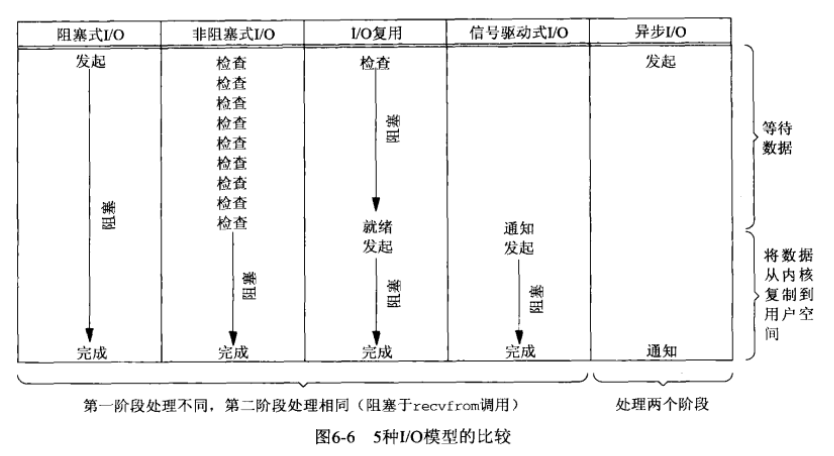 阻塞式I/O 非阻塞式I/O I/O复用 信号驱动式I/O 异步I/O
发起 检查 检查 发起
检查
检查
检查
检查
检查
检查
检查
检查
阻塞
阻塞
阻塞
就绪 通知
发起 发起
阻塞
阻塞
完成 完成 完成 完成 通知
等待
数据
将数据
从内核
复制到
用户空
间
第一阶段处理不同，第二阶段处理相同（阻塞于recvfrom调用） 处理两个阶段
图6-6 5种I/O模型的比较